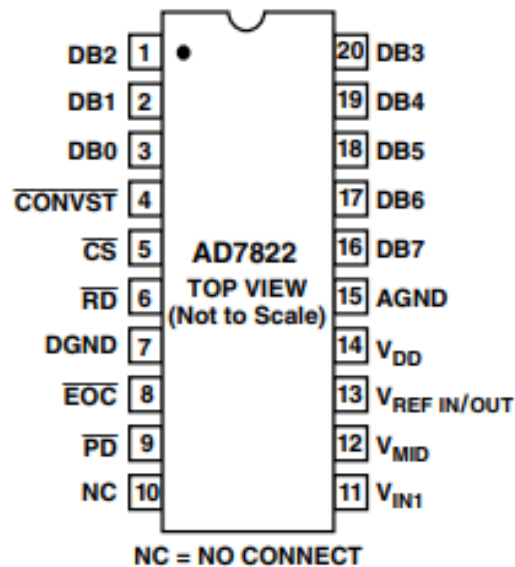 DB2 1 20 DB3
DB1 2 19 DB4
DB0 3 18 DB5
CONVST 4 17 DB6
CS 5 16 DB7
AD7822
RD 6 15 AGND
TOP VIEW
(Not to Scale)
DGND 7 14 VDD
EOC 8 13 VREF IN/OUT
PD 9 12 VMID
NC 10 11 VIN1
NC = NO CONNECT